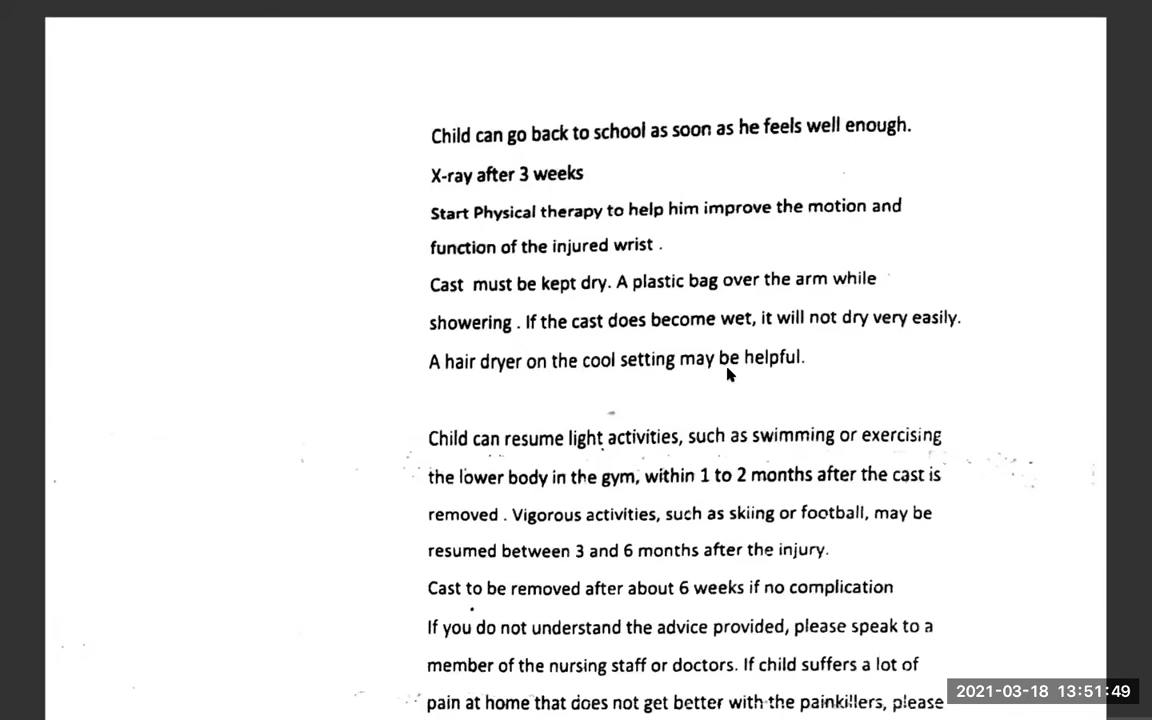 Child can go back to school as soon as he feels well enough.
X-ray after 3 weeks
Start Physical therapy to help him improve the motion and
function of the injured wrist .
Cast must be kept dry. A plastic bag over the arm while
showering . If the cast does become wet, it will not dry very easily.
A hair dryer on the cool setting may be helpful.
Child can resume light activities, such as swimming or exercising
the lower body in the gym, within 1 to 2 months after the cast is
removed . Vigorous activities, such as skiing or football, may be
resumed between 3 and 6 months after the injury.
Cast to be removed after about 6 weeks if no complication
If you do not understand the advice provided, please speak to a
member of the nursing staff or doctors. If child suffers a lot of
pain at home that does not get better with the painkillers, please
2021-03-18 13:51:49